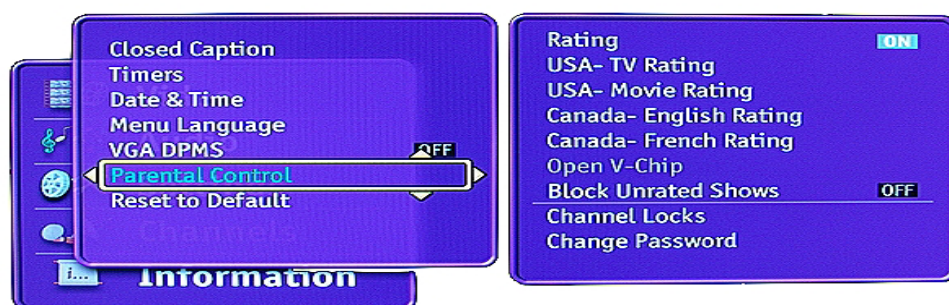 Closed Caption
Timers
Date & Time
Menu Language
VGA DPMS OFF
Parental Control
Reset to Default
Channels
i... Information
Rating ON
USA- TV Rating
USA- Movie Rating
Canada- English Rating
Canada- French Rating
Open V-Chip
Block Unrated Shows OFF
Channel Locks
Change Password